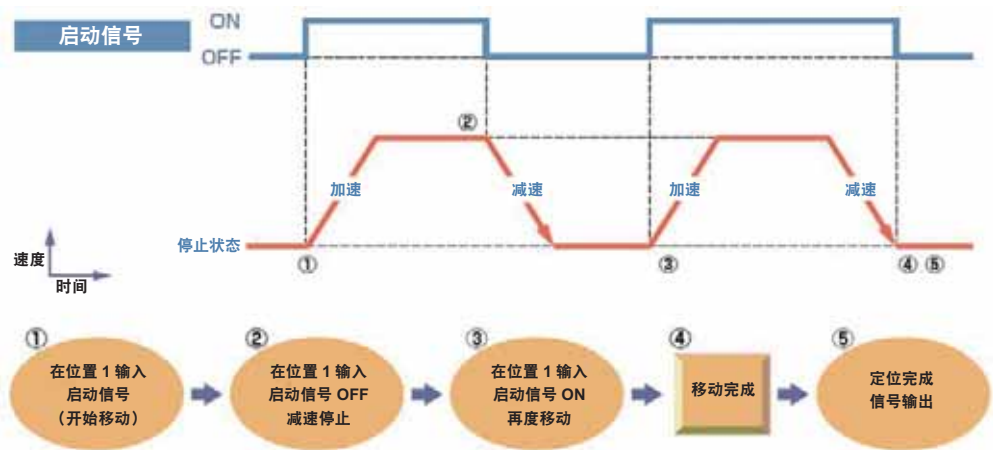 启动信号
ON
OFF
②
加速
减速
加速
减速
停止状态
①
③
④ ⑤
速度
时间
①
在位置 1 输入
启动信号
（开始移动）
②
在位置 1 输入
启动信号 OFF
减速停止
③
在位置 1 输入
启动信号 ON
再度移动
④
移动完成
⑤
定位完成
信号输出